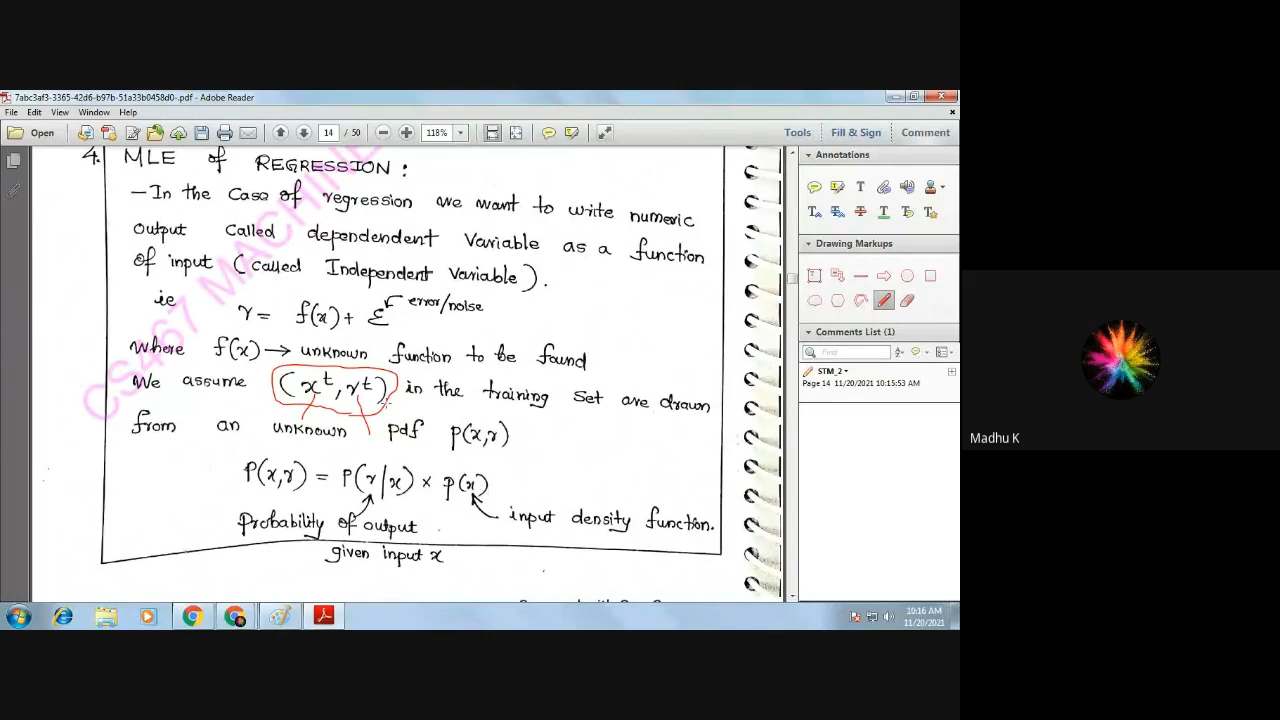 7abc3af3-3365-42d6-b97b-51a33b0458d0-.pdf - Adobe Reader
File Edit View Window Help
Open 14 / 50 118% Tools Fill & Sign Comment
4. MLE of REGRESSION :
- In the case of regression we want to write numeric
output called dependendent variable as a function
of input (called Independent variable).
ie r = f(x) + ε error/noise
where f(x) → unknown function to be found
We assume (x^t, r^t) in the training set are drawn
from an unknown pdf p(x,r)
P(x,r) = P(r/x) × p(x)
probability of output input density function.
given input x
CS467 MACHINE
Annotations
Drawing Markups
Comments List (1)
Find
STM_2
Page 14 11/20/2021 10:15:53 AM
Madhu K
10:16 AM
11/20/2021